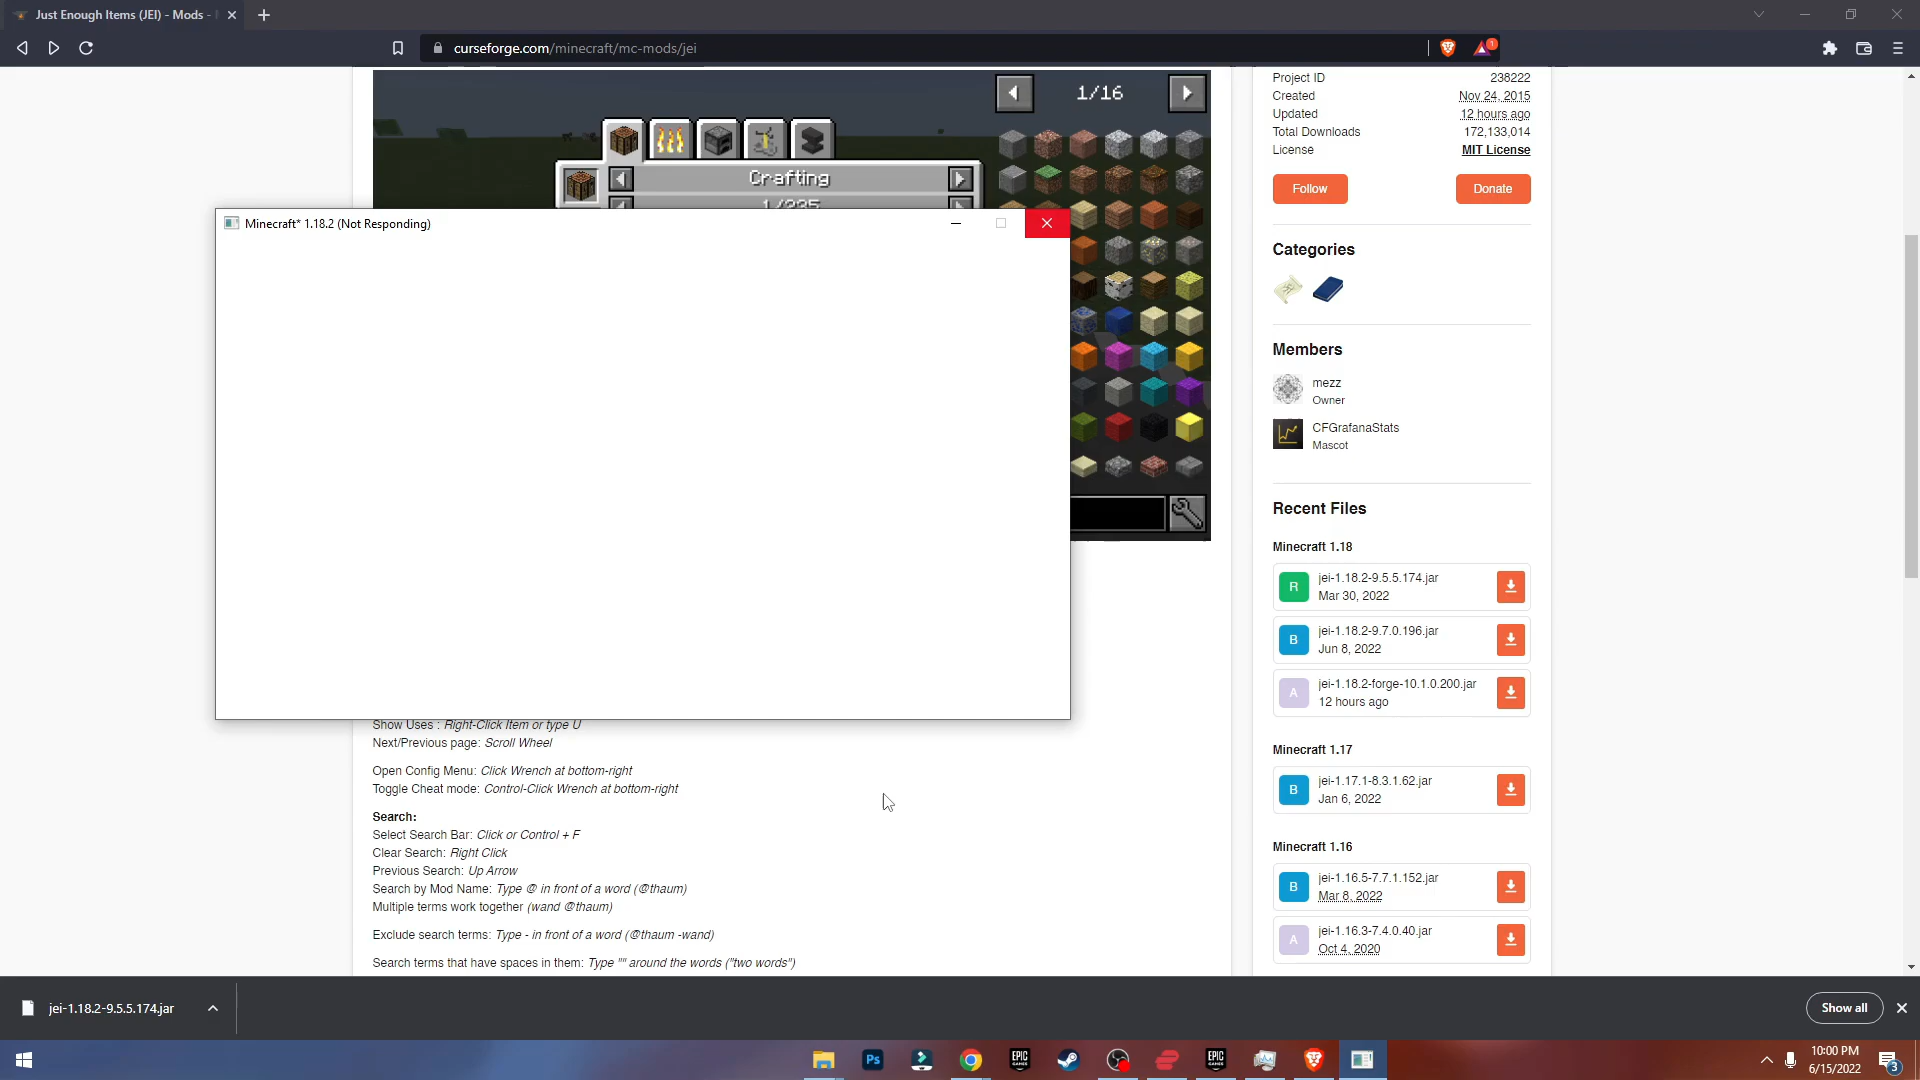 Just Enough Items (JEI) - Mods -
curseforge.com/minecraft/mc-mods/jei
1
1/16
Crafting
1/235
Minecraft* 1.18.2 (Not Responding)
Show Uses : Right-Click Item or type U
Next/Previous page: Scroll Wheel
Open Config Menu: Click Wrench at bottom-right
Toggle Cheat mode: Control-Click Wrench at bottom-right
Search:
Select Search Bar: Click or Control + F
Clear Search: Right Click
Previous Search: Up Arrow
Search by Mod Name: Type @ in front of a word (@thaum)
Multiple terms work together (wand @thaum)
Exclude search terms: Type - in front of a word (@thaum -wand)
Search terms that have spaces in them: Type "" around the words ("two words")
Project ID 238222
Created Nov 24, 2015
Updated 12 hours ago
Total Downloads 172,133,014
License MIT License
Follow Donate
Categories
Members
mezz
Owner
CFGrafanaStats
Mascot
Recent Files
Minecraft 1.18
R jei-1.18.2-9.5.5.174.jar
Mar 30, 2022
B jei-1.18.2-9.7.0.196.jar
Jun 8, 2022
A jei-1.18.2-forge-10.1.0.200.jar
12 hours ago
Minecraft 1.17
B jei-1.17.1-8.3.1.62.jar
Jan 6, 2022
Minecraft 1.16
B jei-1.16.5-7.7.1.152.jar
Mar 8, 2022
A jei-1.16.3-7.4.0.40.jar
Oct 4, 2020
jei-1.18.2-9.5.5.174.jar
Show all
Ps
EPIC GAMES
EPIC GAMES
10:00 PM
6/15/2022
3